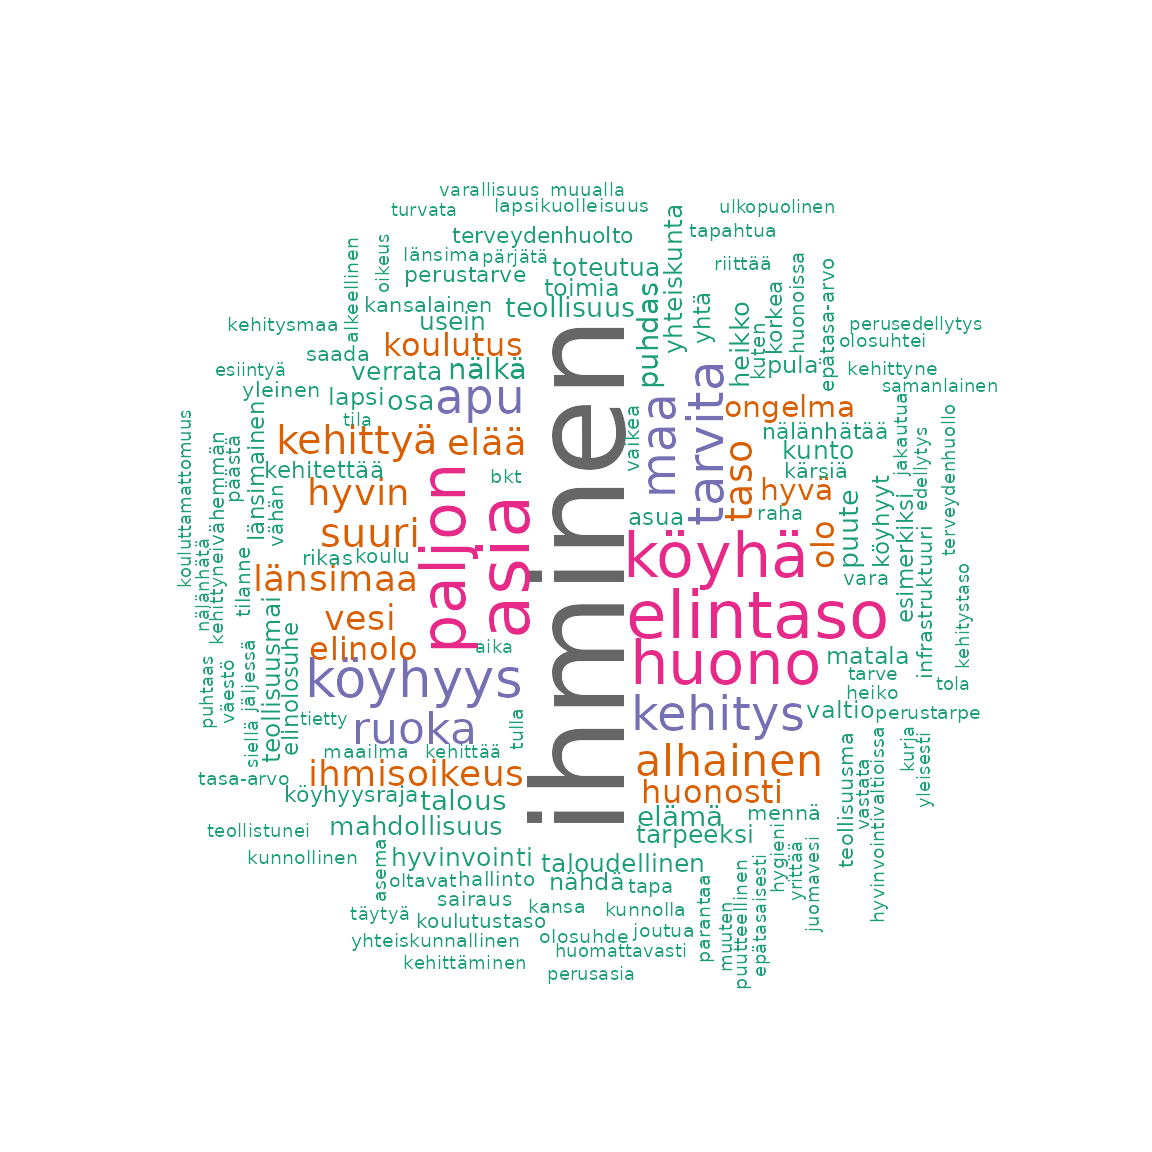 varallisuus
muualla
turvata
lapsikuolleisuus
ulkopuolinen
terveydenhuolto
tapahtua
länsima
pärjätä
toteutua
riittää
perustarve
toimia
alkeellinen
oikeus
yhteiskunta
huonoissa
epätasa-arvo
kansalainen
teollisuus
puhdas
yhtä
korkea
kehitysmaa
usein
heikko
kuten
perusedellytys
koulutus
olosuhtei
saada
verrata
nälkä
pula
kehittyne
esiintyä
yleinen
lapsi
osa
apu
samanlainen
tila
ihminen
maa
tarvita
ongelma
jakautua
vaikea
nälänhätää
kehittyä
elää
kunto
kouluttamattomuus
vähemmän
päästä
länsimainen
kehitettää
bkt
taso
kärsiä
edellytys
terveydenhuollo
hyvin
paljon
hyvä
vähän
asia
asua
raha
olo
puute
köyhyyt
esimerkiksi
suuri
nälänhätä
kehittynei
tilanne
rikas
koulu
köyhä
infrastruktuuri
länsimaa
vara
kehitystaso
vesi
elintaso
teollisuusmai
elinolosuhe
elinolo
aika
huono
matala
puhtaas
väestö
jäljessä
siellä
köyhyys
tarve
heiko
tola
tietty
ruoka
tulla
kehitys
valtio
perustarpe
maailma
kehittää
alhainen
teollisuusma
vastata
hyvinvointivaltioissa
kurja
yleisesti
tasa-arvo
ihmisoikeus
huonosti
köyhyysraja
talous
elämä
mennä
teollistunei
mahdollisuus
tarpeeksi
hygieni
yrittää
juomavesi
kunnollinen
asema
hyvinvointi
taloudellinen
oltavat
hallinto
nähdä
tapa
parantaa
muuten
puutteellinen
epätasaisesti
sairaus
täytyä
koulutustaso
kansa
kunnolla
yhteiskunnallinen
olosuhde
joutua
huomattavasti
kehittäminen
perusasia